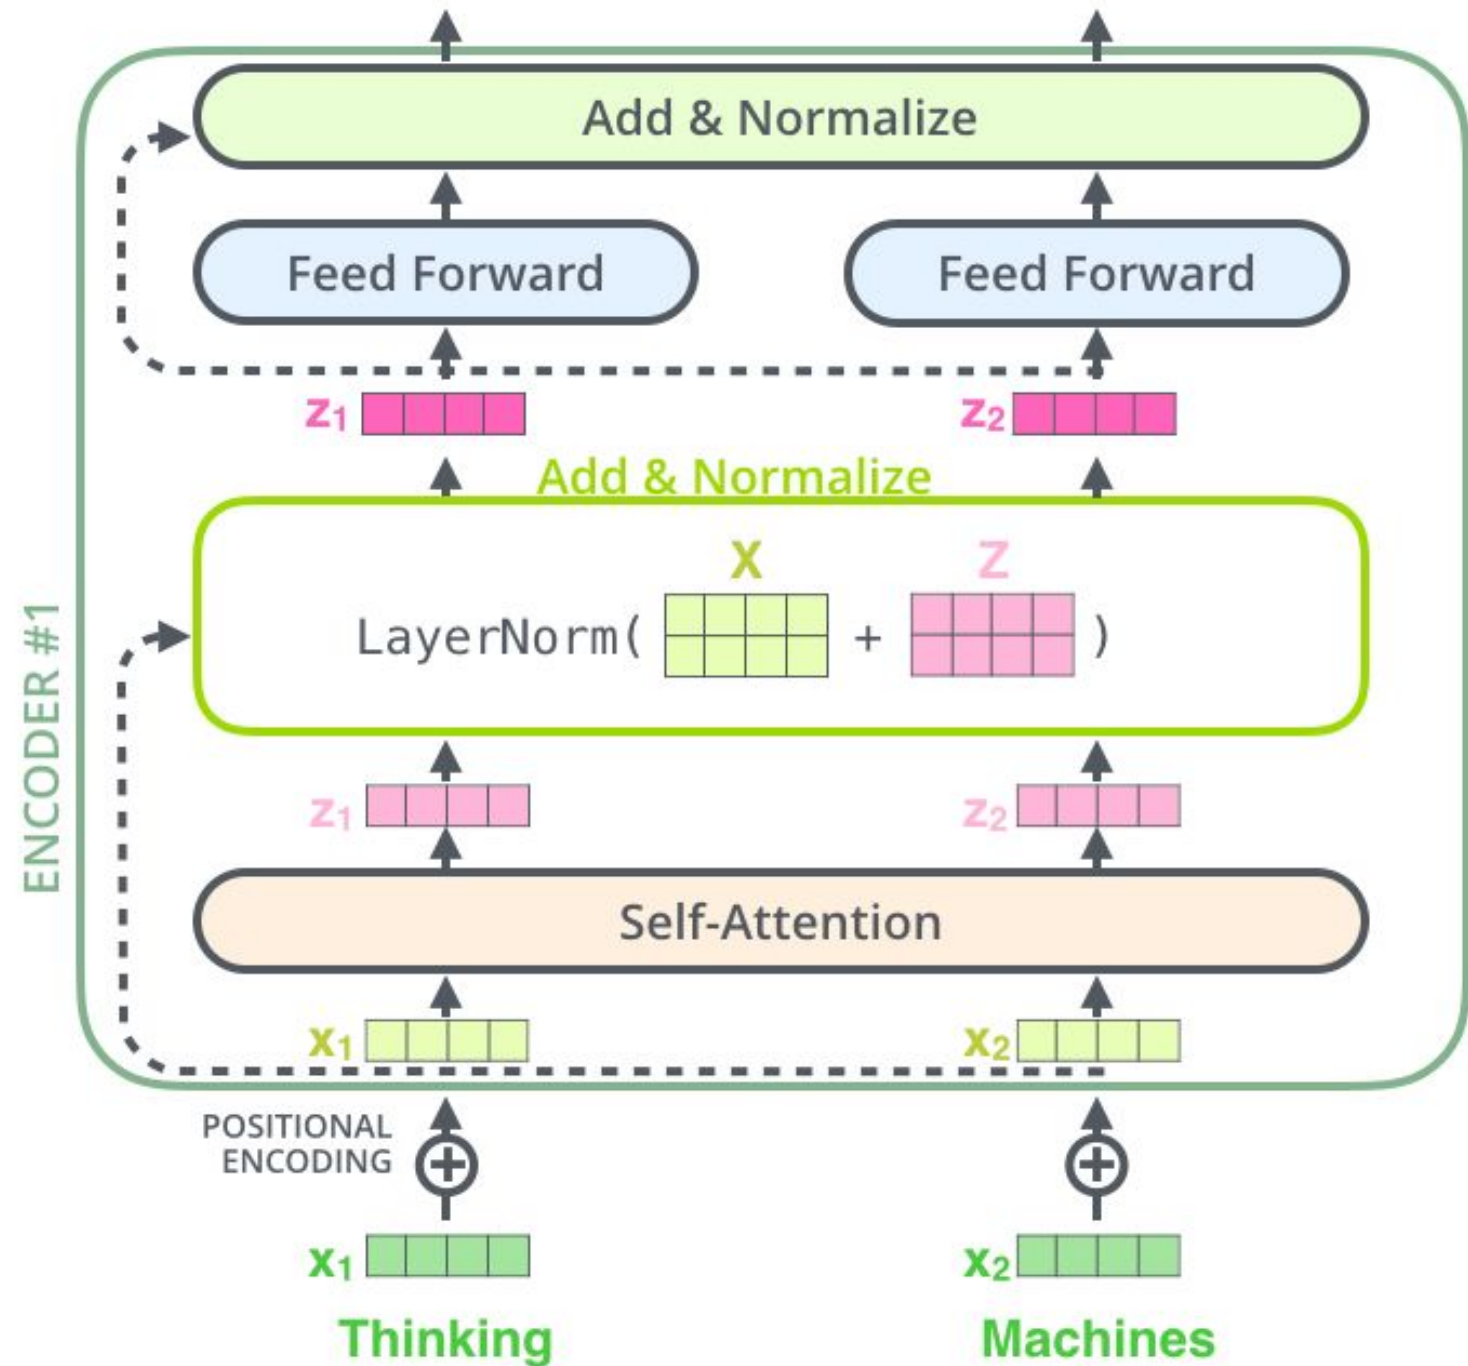 Add & Normalize
Feed Forward
Feed Forward
z1
z2
Add & Normalize
X
Z
LayerNorm(
+
)
ENCODER #1
z1
z2
Self-Attention
x1
x2
POSITIONAL
ENCODING
x1
x2
Thinking
Machines